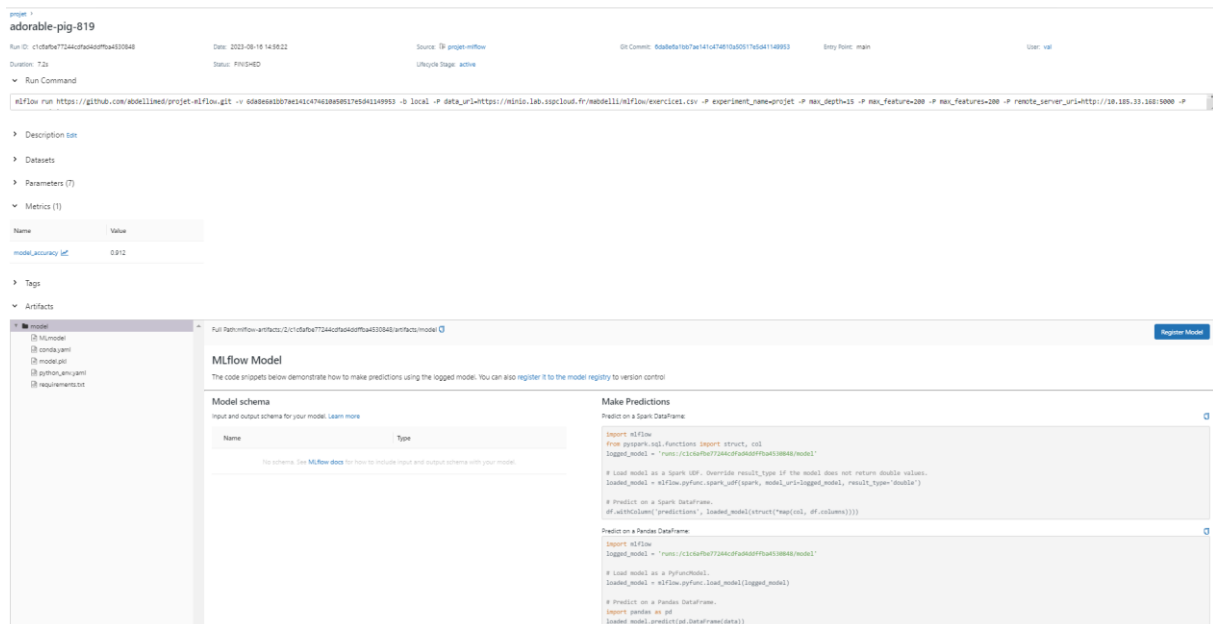 projet >
adorable-pig-819
Run ID: c1c6afbe77244cdfad4ddffba4530848 Date: 2023-08-16 14:56:22 Source: projet-mlflow Git Commit: 6da8e6a1bb7ae141c474610a50517e5d41149953 Entry Point: main User: val
Duration: 7.2s Status: FINISHED Lifecycle Stage: active
Run Command
mlflow run https://github.com/abdellimed/projet-mlflow.git -v 6da8e6a1bb7ae141c474610a50517e5d41149953 -b local -P data_url=https://minio.lab.sspcloud.fr/mabdelli/mlflow/exercice1.csv -P experiment_name=projet -P max_depth=15 -P max_feature=200 -P max_features=200 -P remote_server_uri=http://10.185.33.168:5000 -P
Description Edit
Datasets
Parameters (7)
Metrics (1)
Name Value
model_accuracy 0.912
Tags
Artifacts
model
MLmodel
conda.yaml
model.pkl
python_env.yaml
requirements.txt
Full Path:mlflow-artifacts:/2/c1c6afbe77244cdfad4ddffba4530848/artifacts/model
Register Model
MLflow Model
The code snippets below demonstrate how to make predictions using the logged model. You can also register it to the model registry to version control
Model schema
Input and output schema for your model. Learn more
Name Type
No schema. See MLflow docs for how to include input and output schema with your model.
Make Predictions
Predict on a Spark DataFrame:
import mlflow
from pyspark.sql.functions import struct, col
logged_model = 'runs:/c1c6afbe77244cdfad4ddffba4530848/model'
# Load model as a Spark UDF. Override result_type if the model does not return double values.
loaded_model = mlflow.pyfunc.spark_udf(spark, model_uri=logged_model, result_type='double')
# Predict on a Spark DataFrame.
df.withColumn('predictions', loaded_model(struct(*map(col, df.columns))))
Predict on a Pandas DataFrame:
import mlflow
logged_model = 'runs:/c1c6afbe77244cdfad4ddffba4530848/model'
# Load model as a PyFuncModel.
loaded_model = mlflow.pyfunc.load_model(logged_model)
# Predict on a Pandas DataFrame.
import pandas as pd
loaded_model.predict(pd.DataFrame(data))